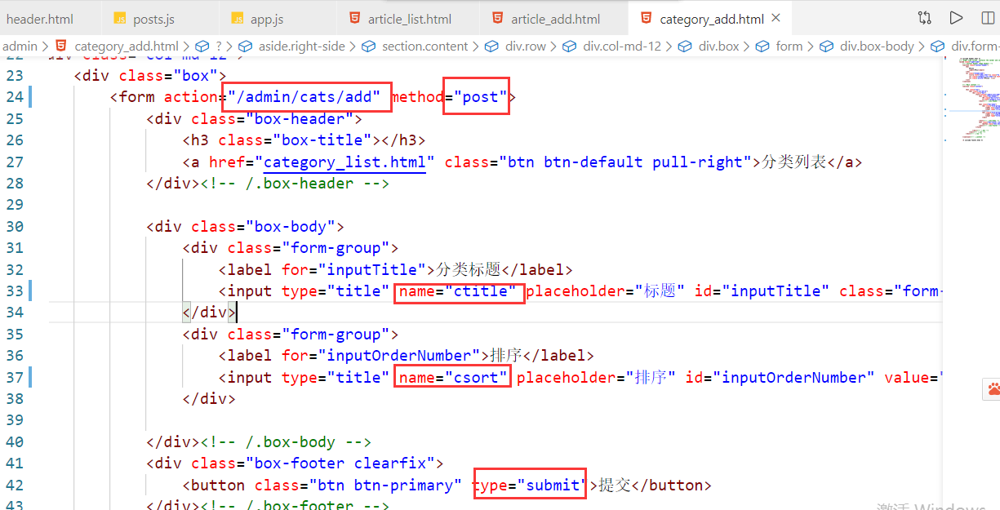 header.html JS posts.js JS app.js article_list.html article_add.html category_add.html
admin > category_add.html > ? > aside.right-side > section.content > div.row > div.col-md-12 > div.box > form > div.box-body > div.form-
23 <div class="box">
24 <form action="/admin/cats/add" method="post">
25 <div class="box-header">
26 <h3 class="box-title"></h3>
27 <a href="category_list.html" class="btn btn-default pull-right">分类列表</a>
28 </div><!-- /.box-header -->
29
30 <div class="box-body">
31 <div class="form-group">
32 <label for="inputTitle">分类标题</label>
33 <input type="title" name="ctitle" placeholder="标题" id="inputTitle" class="form-
34 </div>
35 <div class="form-group">
36 <label for="inputOrderNumber">排序</label>
37 <input type="title" name="csort" placeholder="排序" id="inputOrderNumber" value="
38 </div>
39
40 </div><!-- /.box-body -->
41 <div class="box-footer clearfix">
42 <button class="btn btn-primary" type="submit">提交</button>
43 </div><!-- /.box-footer -->
激活 Windows